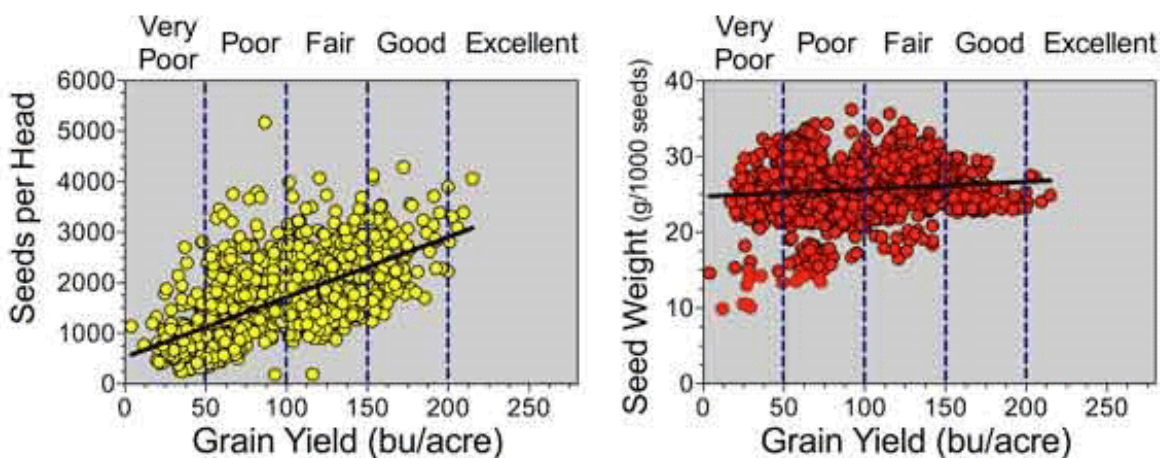 Very
Poor
Poor
Fair
Good
Excellent
6000
5000
4000
3000
2000
1000
0
Seeds per Head
0
50
100
150
200
250
Grain Yield (bu/acre)
Very
Poor
Poor
Fair
Good
Excellent
40
30
20
10
0
Seed Weight (g/1000 seeds)
0
50
100
150
200
250
Grain Yield (bu/acre)